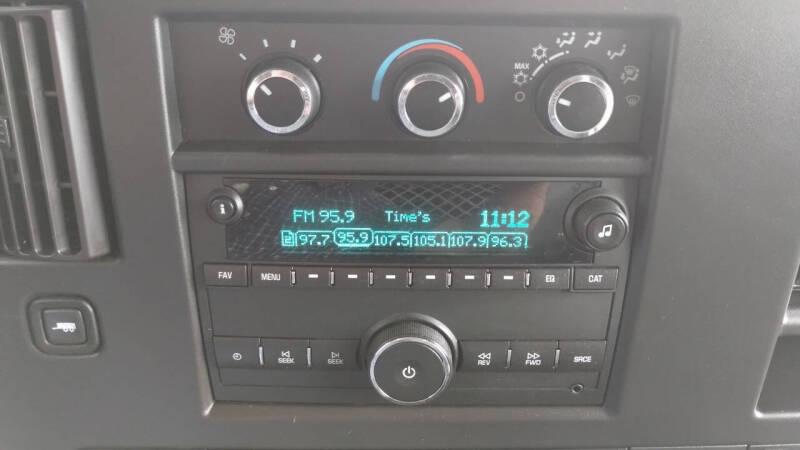 MAX
i
FM 95.9 Time's 11:12
2 97.7 95.9 107.5 105.1 107.9 96.3
FAV MENU EQ CAT
SEEK SEEK REV FWD SRCE